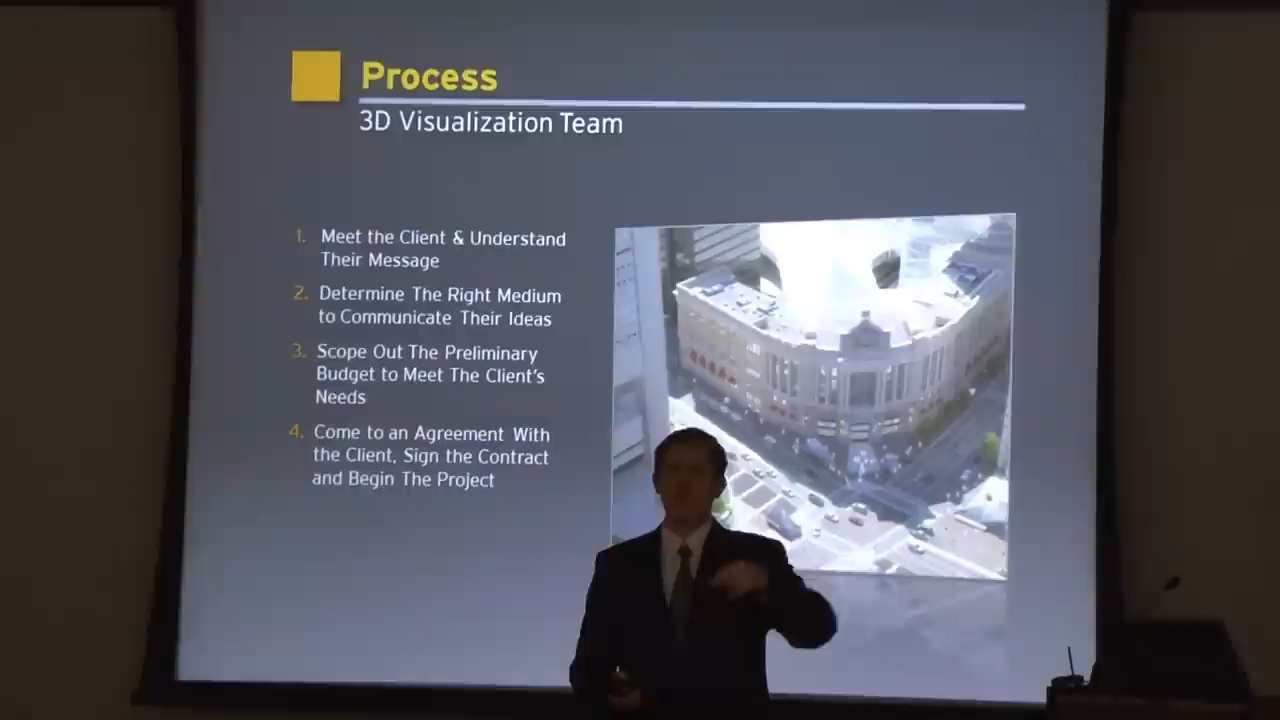 Process
3D Visualization Team
1. Meet the Client & Understand
Their Message
2. Determine The Right Medium
to Communicate Their Ideas
3. Scope Out The Preliminary
Budget to Meet The Client's
Needs
4. Come to an Agreement With
the Client, Sign the Contract
and Begin The Project